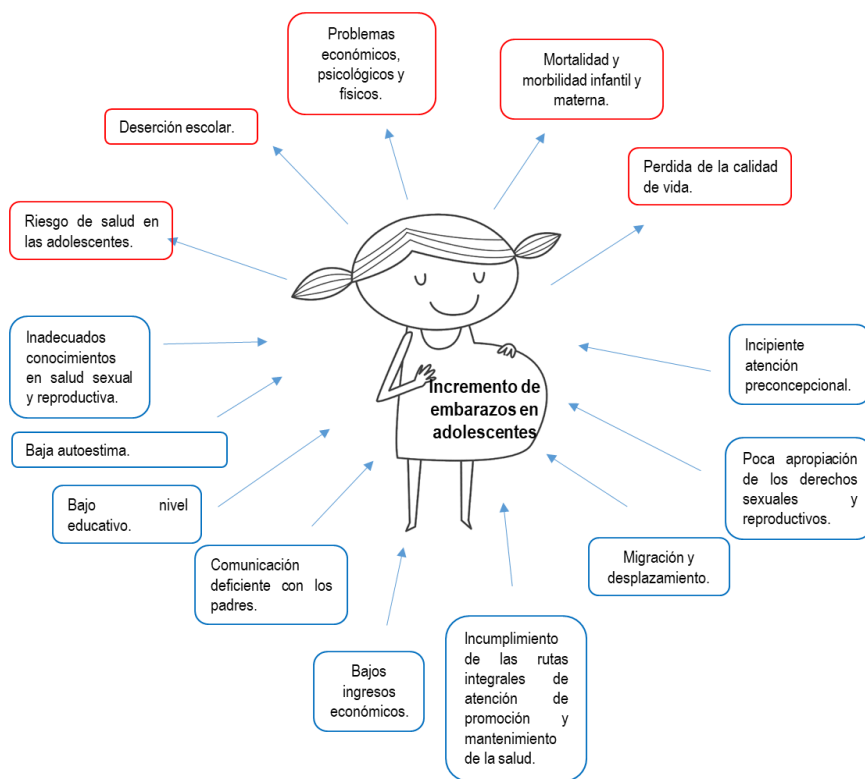 Problemas
económicos,
psicológicos y
físicos.
Mortalidad y
morbilidad infantil y
materna.
Deserción escolar.
Perdida de la calidad
de vida.
Riesgo de salud en
las adolescentes.
Inadecuados
conocimientos
en salud sexual
y reproductiva.
Incipiente
atención
preconcepcional.
Incremento de
embarazos en
adolescentes
Baja autoestima.
Poca apropiación
de los derechos
sexuales y
reproductivos.
Bajo nivel
educativo.
Migración y
desplazamiento.
Comunicación
deficiente con los
padres.
Bajos
ingresos
económicos.
Incumplimiento
de las rutas
integrales de
atención de
promoción y
mantenimiento
de la salud.